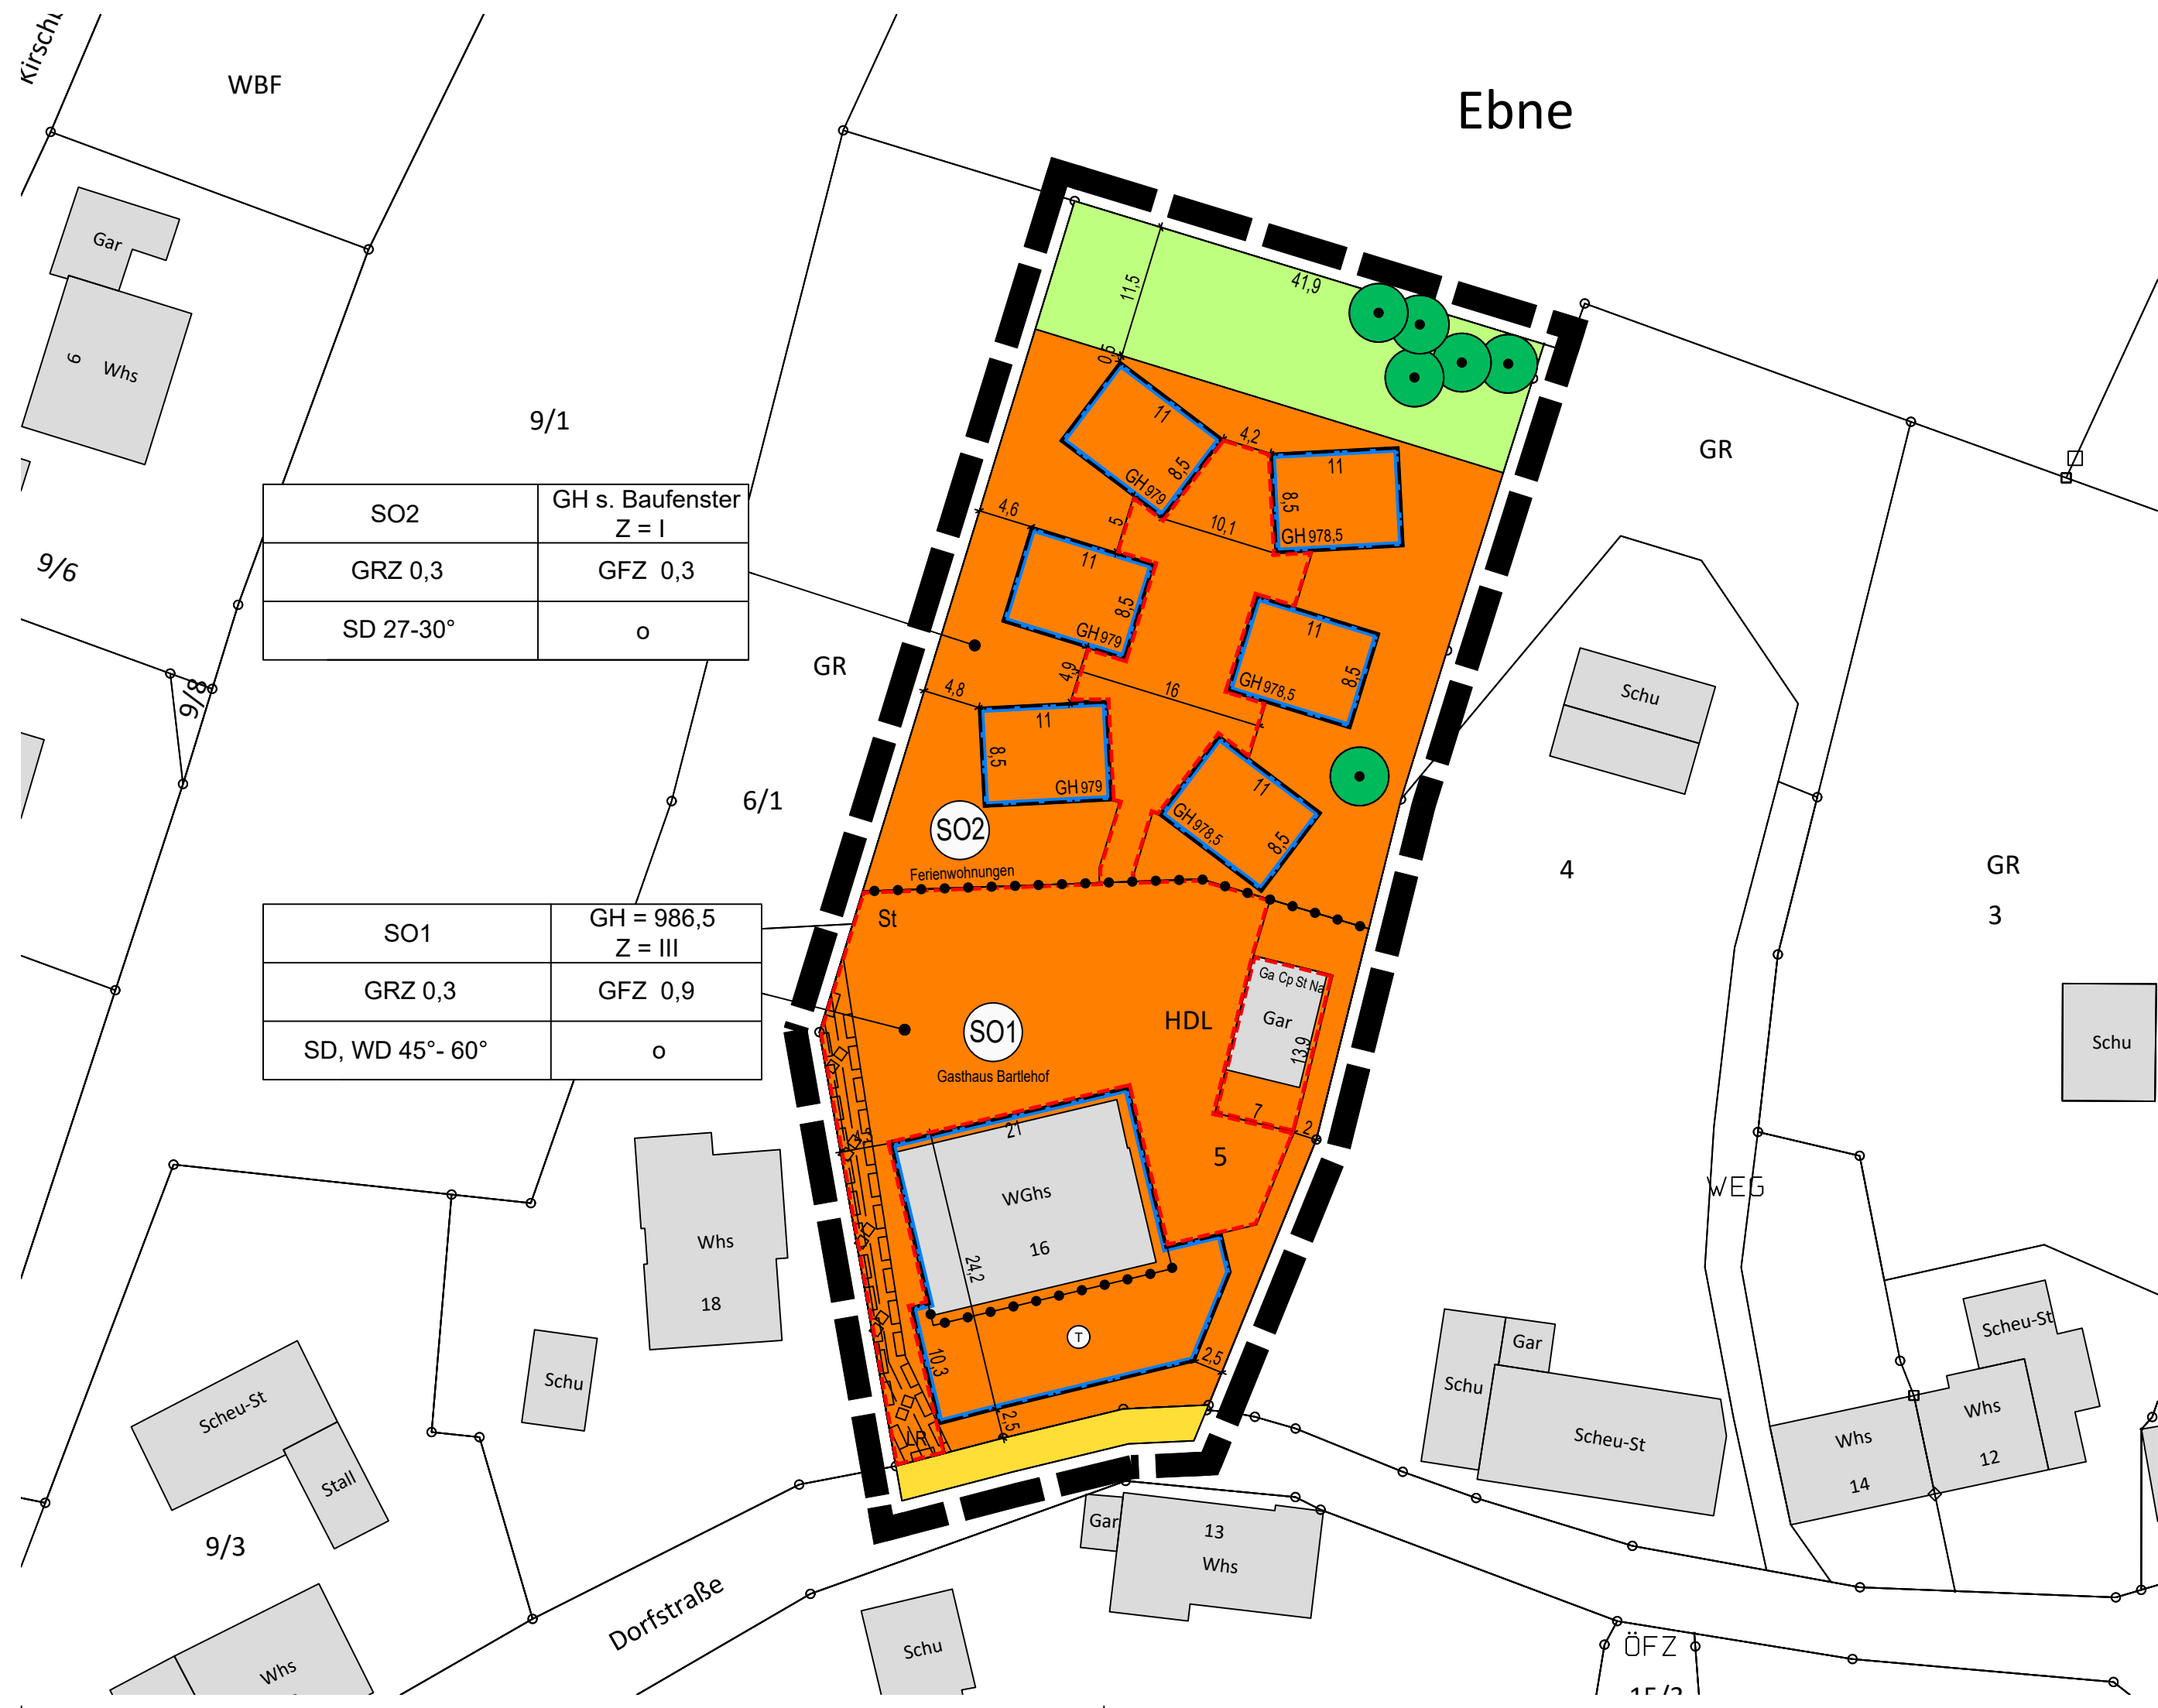 WBF
Ebne
Gar
6
Whs
9/1
9/6
9/8
SO2
GH s. Baufenster
Z = I
GRZ 0,3
GFZ 0,3
SD 27-30°
o
GR
6/1
11,5
41,9
0,5
11
8,5
GH 979
4,2
11
8,5
GH 978,5
4,6
5
10,1
11
8,5
GH 979
11
8,5
GH 978,5
4,9
4,8
16
11
8,5
GH 979
11
8,5
GH 978,5
SO2
Ferienwohnungen
GR
Schu
4
GR
3
Schu
SO1
GH = 986,5
Z = III
GRZ 0,3
GFZ 0,9
SD, WD 45°- 60°
o
St
SO1
Gasthaus Bartlehof
HDL
Ga Cp St Na
Gar
13,9
7
2
5
21
WGhs
16
24,2
10,3
T
2,5
2,5
LR
WEG
Whs
18
Schu
Scheu-St
Stall
9/3
Whs
Dorfstraße
Schu
Gar
13
Whs
Schu
Gar
Scheu-St
Scheu-St
Whs
12
Whs
14
ÖFZ
15/2